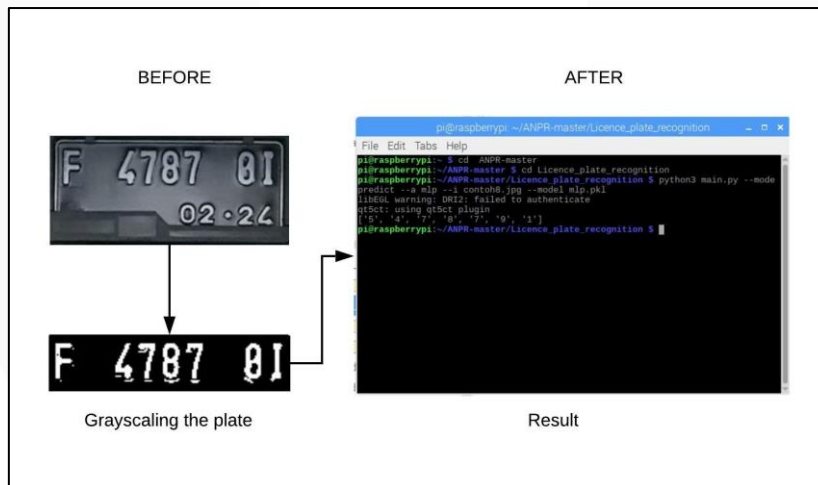 BEFORE
AFTER
F 4787 0I
02·24
F 4787 0I
Grayscaling the plate
pi@raspberrypi: ~/ANPR-master/Licence_plate_recognition
File Edit Tabs Help
pi@raspberrypi:~ $ cd ANPR-master
pi@raspberrypi:~/ANPR-master $ cd Licence_plate_recognition
pi@raspberrypi:~/ANPR-master/Licence_plate_recognition $ python3 main.py --mode
predict --a mlp --i contoh8.jpg --model mlp.pkl
libEGL warning: DRI2: failed to authenticate
qt5ct: using qt5ct plugin
['5', '4', '7', '8', '7', '9', '1']
pi@raspberrypi:~/ANPR-master/Licence_plate_recognition $
Result